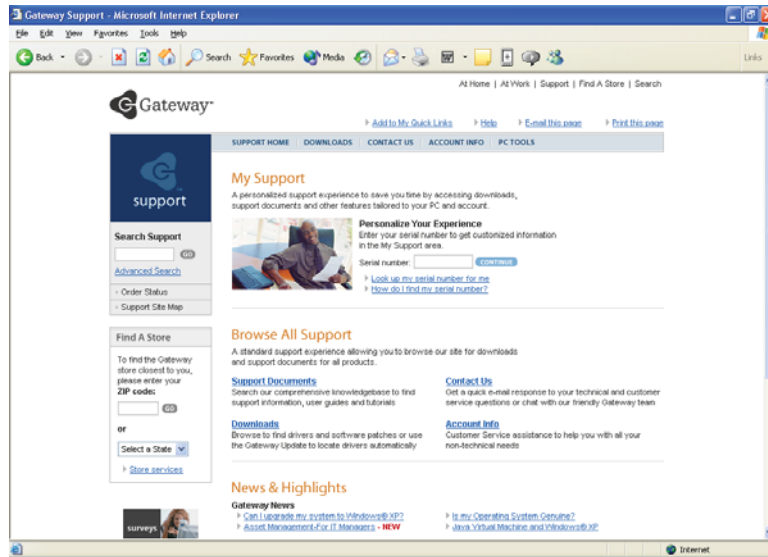 Gateway Support - Microsoft Internet Explorer
File Edit View Favorites Tools Help
Back Search Favorites Media Links
At Home | At Work | Support | Find A Store | Search
Gateway
Add to My Quick Links Help E-mail this page Print this page
SUPPORT HOME DOWNLOADS CONTACT US ACCOUNT INFO PC TOOLS
support
Search Support
GO
Advanced Search
Order Status
Support Site Map
Find A Store
To find the Gateway
store closest to you,
please enter your
ZIP code:
GO
or
Select a State
Store services
surveys
My Support
A personalized support experience to save you time by accessing downloads,
support documents and other features tailored to your PC and account.
Personalize Your Experience
Enter your serial number to get customized information
in the My Support area.
Serial number: CONTINUE
Look up my serial number for me
How do I find my serial number?
Browse All Support
A standard support experience allowing you to browse our site for downloads
and support documents for all products.
Support Documents
Search our comprehensive knowledgebase to find
support information, user guides and tutorials
Contact Us
Get a quick e-mail response to your technical and customer
service questions or chat with our friendly Gateway team
Downloads
Browse to find drivers and software patches or use
the Gateway Update to locate drivers automatically
Account Info
Customer Service assistance to help you with all your
non-technical needs
News & Highlights
Gateway News
Can I upgrade my system to Windows® XP?
Asset Management-For IT Managers - NEW
Is my Operating System Genuine?
Java Virtual Machine and Windows® XP
Internet